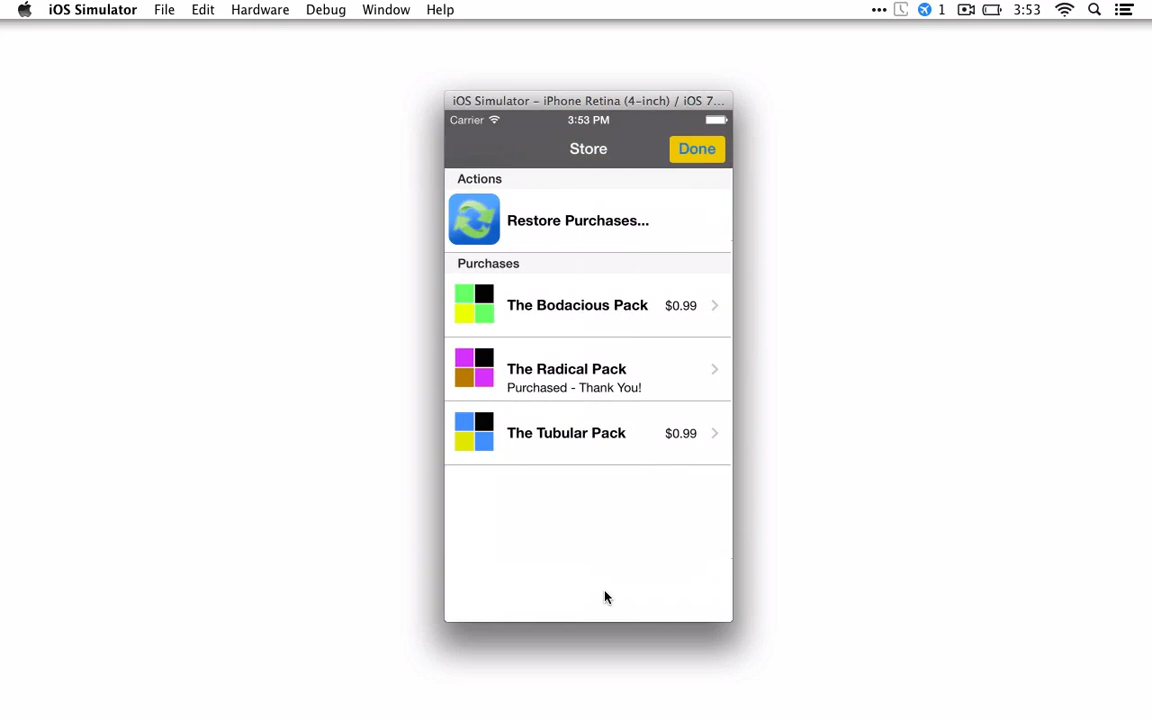 iOS Simulator File Edit Hardware Debug Window Help 1 3:53
iOS Simulator – iPhone Retina (4-inch) / iOS 7...
Carrier 3:53 PM
Store Done
Actions
Restore Purchases...
Purchases
The Bodacious Pack $0.99
The Radical Pack
Purchased - Thank You!
The Tubular Pack $0.99